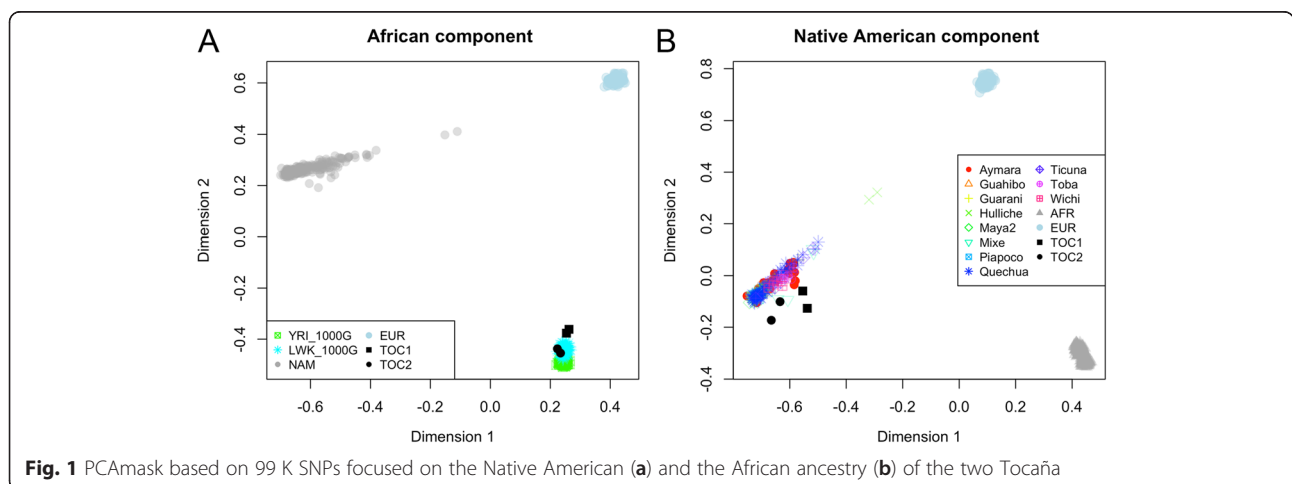 A
African component
Dimension 2
0.6
0.4
0.2
0.0
-0.2
-0.4
YRI_1000G
LWK_1000G
NAM
EUR
TOC1
TOC2
-0.6 -0.4 -0.2 0.0 0.2 0.4
Dimension 1
B
Native American component
Dimension 2
0.8
0.6
0.4
0.2
0.0
-0.2
-0.4
Aymara
Guahibo
Guarani
Hulliche
Maya2
Mixe
Piapoco
Quechua
Ticuna
Toba
Wichi
AFR
EUR
TOC1
TOC2
-0.6 -0.4 -0.2 0.0 0.2 0.4
Dimension 1
Fig. 1 PCAmask based on 99 K SNPs focused on the Native American (a) and the African ancestry (b) of the two Tocaña